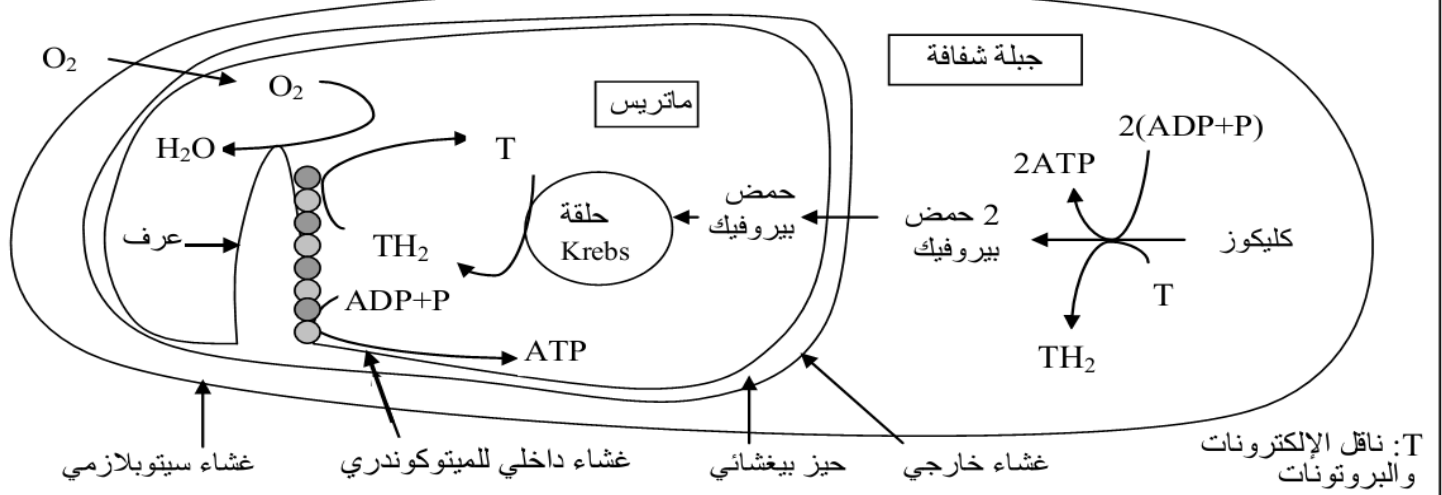 جبلة شفافة
O₂
O₂
ماتريس
H₂O
T
2ATP
2(ADP+P)
عرف
TH₂
حلقة
Krebs
حمض
بيروفيك
2 حمض
بيروفيك
كليكوز
T
ADP+P
ATP
TH₂
غشاء سيتوبلازمي
غشاء داخلي للميتوكوندري
حيز بيغشائي
غشاء خارجي
T: ناقل الإلكترونات
والبروتونات